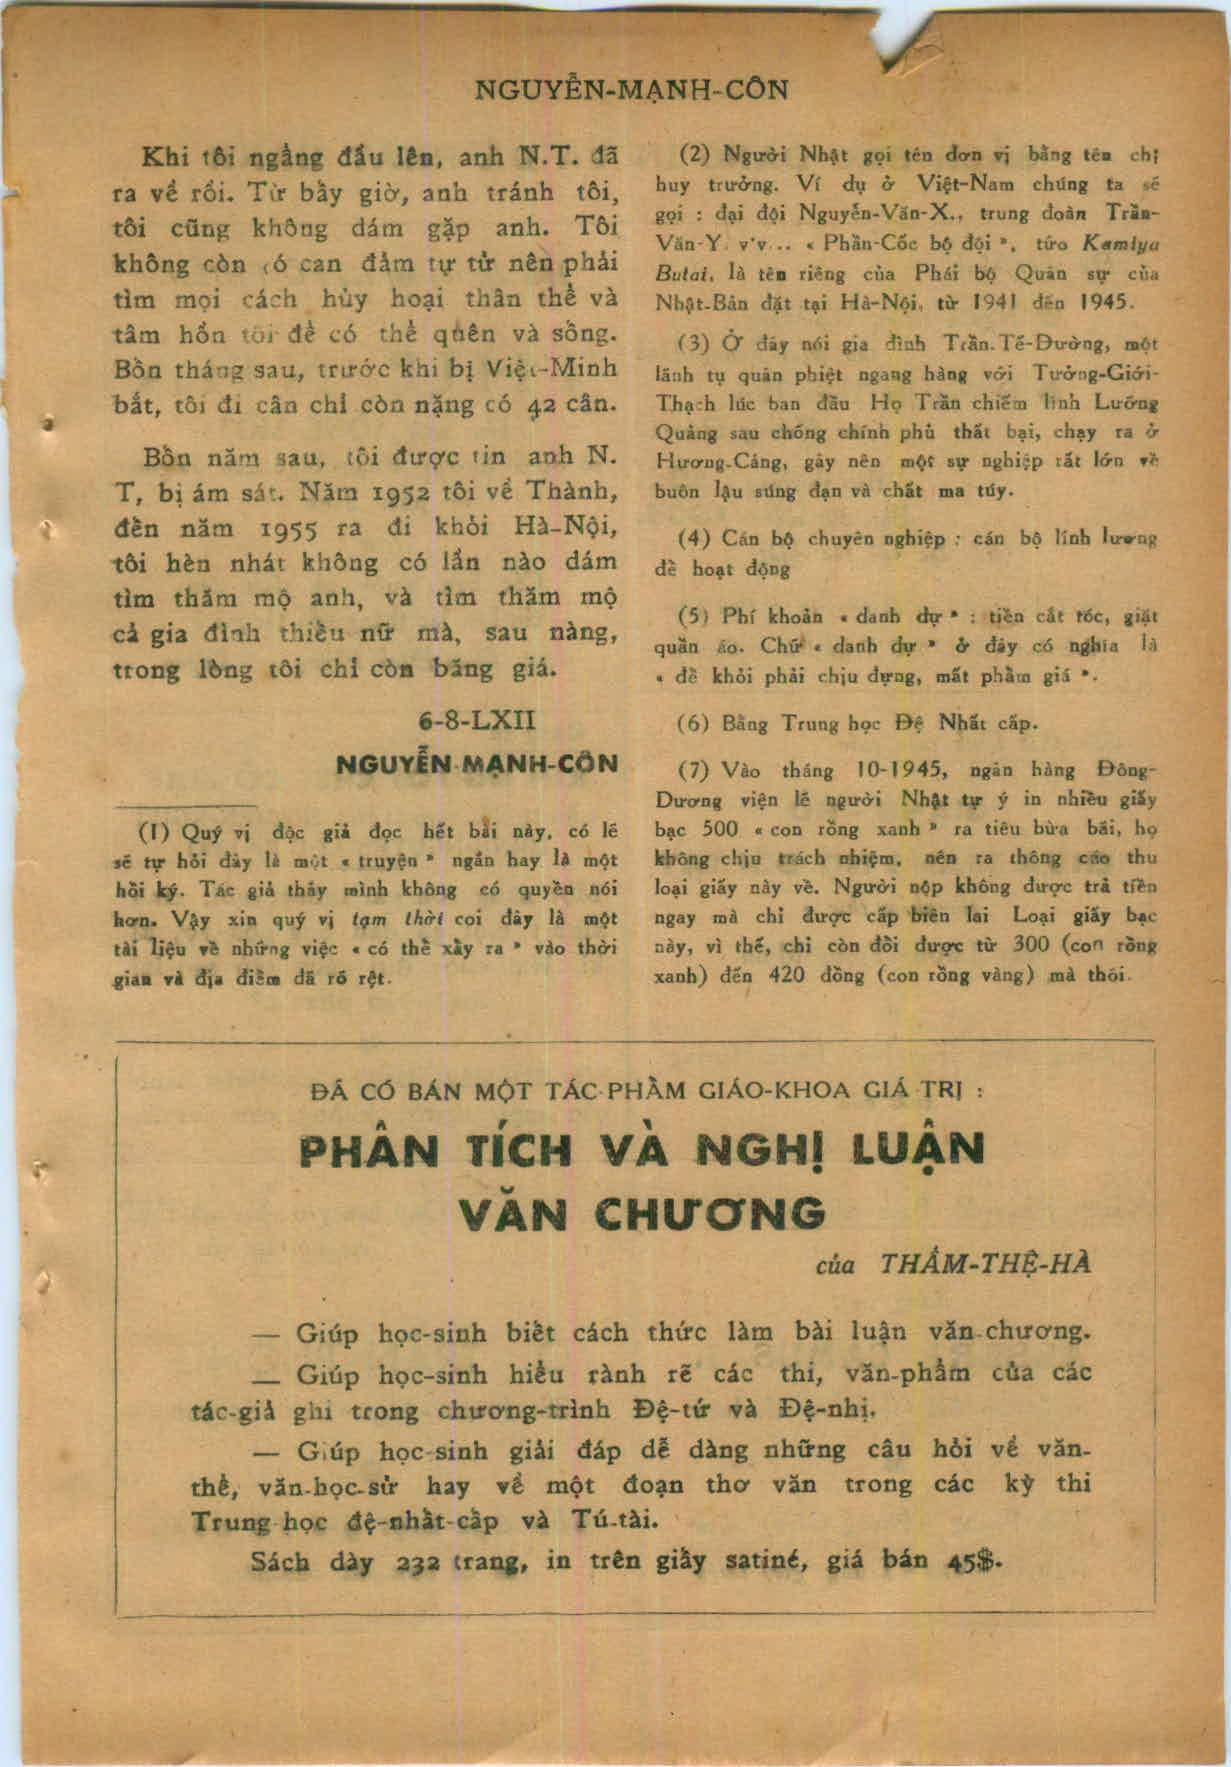 NGUYỄN-MẠNH-CÔN
Khi tôi ngẩng đầu lên, anh N.T. đã
ra về rồi. Từ bấy giờ, anh tránh tôi,
tôi cũng không dám gặp anh. Tôi
không còn có can đảm tự tử nên phải
tìm mọi cách hủy hoại thân thể và
tâm hồn tôi để có thể quên và sống.
Bốn tháng sau, trước khi bị Việt-Minh
bắt, tôi đi cân chỉ còn nặng có 42 cân.
Bốn năm sau, tôi được tin anh N.
T, bị ám sát. Năm 1952 tôi về Thành,
đến năm 1955 ra đi khỏi Hà-Nội,
tôi hèn nhát không có lần nào dám
tìm thăm mộ anh, và tìm thăm mộ
cả gia đình thiếu nữ mà, sau nàng,
trong lòng tôi chỉ còn băng giá.
6-8-LXII
NGUYỄN-MẠNH-CÔN
(1) Quý vị độc giả đọc hết bài này, có lẽ
sẽ tự hỏi đây là một « truyện » ngắn hay là một
hồi ký. Tác giả thấy mình không có quyền nói
hơn. Vậy xin quý vị tạm thời coi đây là một
tài liệu về những việc « có thể xảy ra » vào thời
gian và địa điểm đã rõ rệt.
(2) Người Nhật gọi tên đơn vị bằng tên chị
huy trưởng. Ví dụ ở Việt-Nam chúng ta sẽ
gọi : đại đội Nguyễn-Văn-X., trung đoàn Trần-
Văn-Y. v'v... « Phần-Cốc bộ đội », tức Kamiya
Butai, là tên riêng của Phái bộ Quân sự của
Nhật-Bản đặt tại Hà-Nội, từ 1941 đến 1945.
(3) Ở đây nói gia đình Trần.Tế-Đường, một
lãnh tụ quân phiệt ngang hàng với Tưởng-Giới-
Thạch lúc ban đầu Họ Trần chiếm lĩnh Lưỡng
Quảng sau chống chính phủ thất bại, chạy ra ở
Hương-Cảng, gây nên một sự nghiệp rất lớn về
buôn lậu súng đạn và chất ma túy.
(4) Cán bộ chuyên nghiệp : cán bộ lĩnh lương
để hoạt động
(5) Phí khoản « danh dự » : tiền cắt tóc, giặt
quần áo. Chữ « danh dự » ở đây có nghĩa là
« để khỏi phải chịu đựng, mất phẩm giá ».
(6) Bằng Trung học Đệ Nhất cấp.
(7) Vào tháng 10-1945, ngân hàng Đông-
Dương viện lẽ người Nhật tự ý in nhiều giấy
bạc 500 « con rồng xanh » ra tiêu bừa bãi, họ
không chịu trách nhiệm, nên ra thông cáo thu
loại giấy này về. Người nộp không được trả tiền
ngay mà chỉ được cấp biên lai Loại giấy bạc
này, vì thế, chỉ còn đổi được từ 300 (con rồng
xanh) đến 420 đồng (con rồng vàng) mà thôi.
ĐÃ CÓ BÁN MỘT TÁC-PHẨM GIÁO-KHOA GIÁ TRỊ :
PHÂN TÍCH VÀ NGHỊ LUẬN
VĂN CHƯƠNG
của THẨM-THỆ-HÀ
— Giúp học-sinh biết cách thức làm bài luận văn-chương.
— Giúp học-sinh hiểu rành rẽ các thi, văn-phẩm của các
tác-giả ghi trong chương-trình Đệ-tứ và Đệ-nhị.
— Giúp học-sinh giải đáp dễ dàng những câu hỏi về văn-
thể, văn-học-sử hay về một đoạn thơ văn trong các kỳ thi
Trung-học đệ-nhất-cấp và Tú-tài.
Sách dày 232 trang, in trên giấy satiné, giá bán 45$.